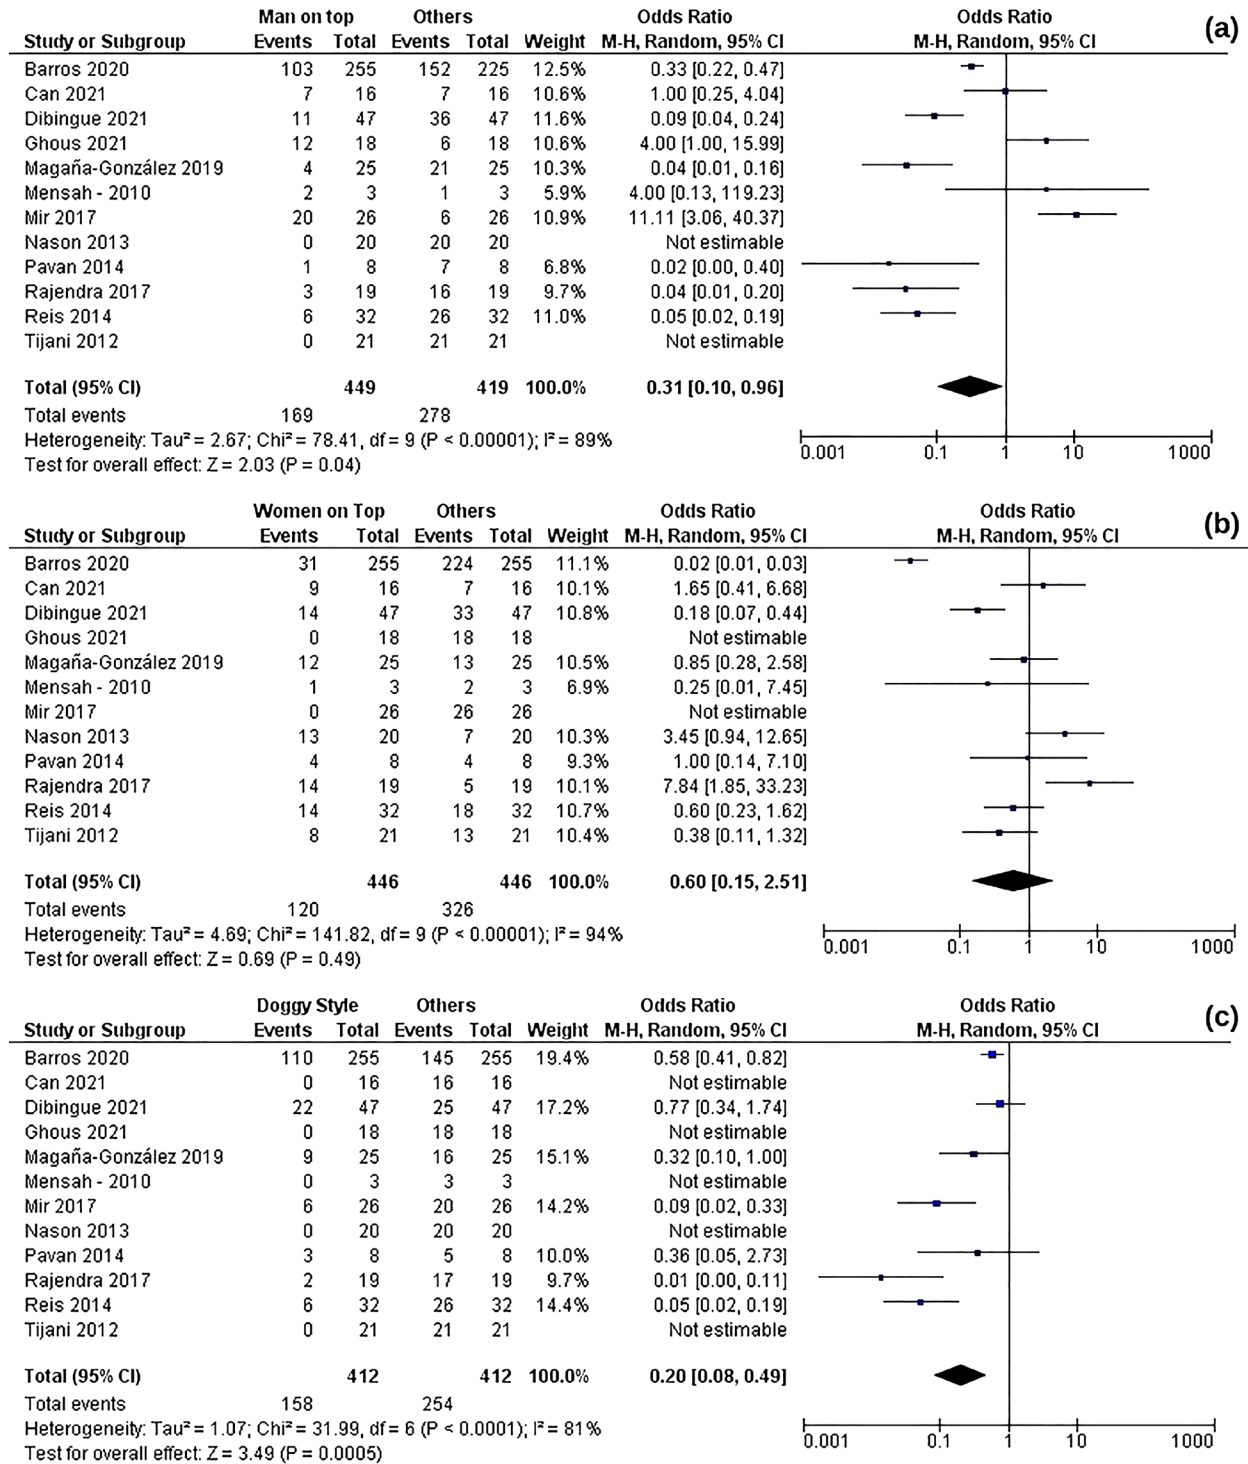 Man on top Others Odds Ratio Odds Ratio (a)
Study or Subgroup Events Total Events Total Weight M-H, Random, 95% CI M-H, Random, 95% CI
Barros 2020 103 255 152 225 12.5% 0.33 [0.22, 0.47]
Can 2021 7 16 7 16 10.6% 1.00 [0.25, 4.04]
Dibingue 2021 11 47 36 47 11.6% 0.09 [0.04, 0.24]
Ghous 2021 12 18 6 18 10.6% 4.00 [1.00, 15.99]
Magaña-González 2019 4 25 21 25 10.3% 0.04 [0.01, 0.16]
Mensah - 2010 2 3 1 3 5.9% 4.00 [0.13, 119.23]
Mir 2017 20 26 6 26 10.9% 11.11 [3.06, 40.37]
Nason 2013 0 20 20 20 Not estimable
Pavan 2014 1 8 7 8 6.8% 0.02 [0.00, 0.40]
Rajendra 2017 3 19 16 19 9.7% 0.04 [0.01, 0.20]
Reis 2014 6 32 26 32 11.0% 0.05 [0.02, 0.19]
Tijani 2012 0 21 21 21 Not estimable
Total (95% CI) 449 419 100.0% 0.31 [0.10, 0.96]
Total events 169 278
Heterogeneity: Tau² = 2.67; Chi² = 78.41, df = 9 (P < 0.00001); I² = 89%
Test for overall effect: Z = 2.03 (P = 0.04)
0.001 0.1 1 10 1000
Women on Top Others Odds Ratio Odds Ratio (b)
Study or Subgroup Events Total Events Total Weight M-H, Random, 95% CI M-H, Random, 95% CI
Barros 2020 31 255 224 255 11.1% 0.02 [0.01, 0.03]
Can 2021 9 16 7 16 10.1% 1.65 [0.41, 6.68]
Dibingue 2021 14 47 33 47 10.8% 0.18 [0.07, 0.44]
Ghous 2021 0 18 18 18 Not estimable
Magaña-González 2019 12 25 13 25 10.5% 0.85 [0.28, 2.58]
Mensah - 2010 1 3 2 3 6.9% 0.25 [0.01, 7.45]
Mir 2017 0 26 26 26 Not estimable
Nason 2013 13 20 7 20 10.3% 3.45 [0.94, 12.65]
Pavan 2014 4 8 4 8 9.3% 1.00 [0.14, 7.10]
Rajendra 2017 14 19 5 19 10.1% 7.84 [1.85, 33.23]
Reis 2014 14 32 18 32 10.7% 0.60 [0.23, 1.62]
Tijani 2012 8 21 13 21 10.4% 0.38 [0.11, 1.32]
Total (95% CI) 446 446 100.0% 0.60 [0.15, 2.51]
Total events 120 326
Heterogeneity: Tau² = 4.69; Chi² = 141.82, df = 9 (P < 0.00001); I² = 94%
Test for overall effect: Z = 0.69 (P = 0.49)
0.001 0.1 1 10 1000
Doggy Style Others Odds Ratio Odds Ratio (c)
Study or Subgroup Events Total Events Total Weight M-H, Random, 95% CI M-H, Random, 95% CI
Barros 2020 110 255 145 255 19.4% 0.58 [0.41, 0.82]
Can 2021 0 16 16 16 Not estimable
Dibingue 2021 22 47 25 47 17.2% 0.77 [0.34, 1.74]
Ghous 2021 0 18 18 18 Not estimable
Magaña-González 2019 9 25 16 25 15.1% 0.32 [0.10, 1.00]
Mensah - 2010 0 3 3 3 Not estimable
Mir 2017 6 26 20 26 14.2% 0.09 [0.02, 0.33]
Nason 2013 0 20 20 20 Not estimable
Pavan 2014 3 8 5 8 10.0% 0.36 [0.05, 2.73]
Rajendra 2017 2 19 17 19 9.7% 0.01 [0.00, 0.11]
Reis 2014 6 32 26 32 14.4% 0.05 [0.02, 0.19]
Tijani 2012 0 21 21 21 Not estimable
Total (95% CI) 412 412 100.0% 0.20 [0.08, 0.49]
Total events 158 254
Heterogeneity: Tau² = 1.07; Chi² = 31.99, df = 6 (P < 0.0001); I² = 81%
Test for overall effect: Z = 3.49 (P = 0.0005)
0.001 0.1 1 10 1000